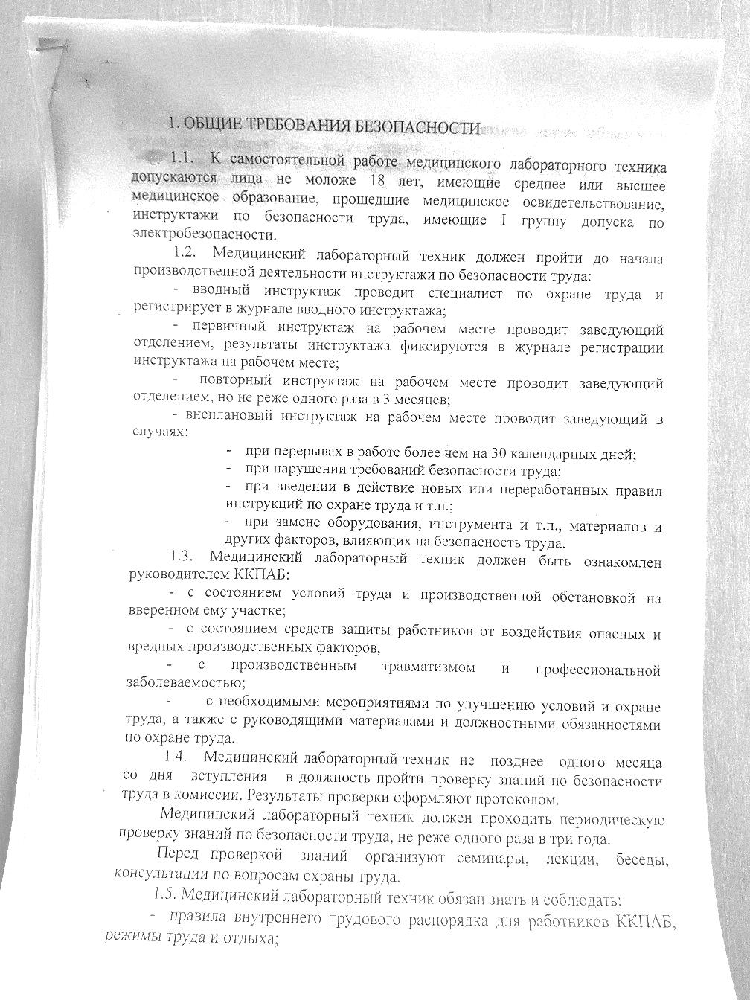 1. ОБЩИЕ ТРЕБОВАНИЯ БЕЗОПАСНОСТИ
1.1. К самостоятельной работе медицинского лабораторного техника
допускаются лица не моложе 18 лет, имеющие среднее или высшее
медицинское образование, прошедшие медицинское освидетельствование,
инструктажи по безопасности труда, имеющие I группу допуска по
электробезопасности.
1.2. Медицинский лабораторный техник должен пройти до начала
производственной деятельности инструктажи по безопасности труда:
- вводный инструктаж проводит специалист по охране труда и
регистрирует в журнале вводного инструктажа;
- первичный инструктаж на рабочем месте проводит заведующий
отделением, результаты инструктажа фиксируются в журнале регистрации
инструктажа на рабочем месте;
- повторный инструктаж на рабочем месте проводит заведующий
отделением, но не реже одного раза в 3 месяцев;
- внеплановый инструктаж на рабочем месте проводит заведующий в
случаях:
- при перерывах в работе более чем на 30 календарных дней;
- при нарушении требований безопасности труда;
- при введении в действие новых или переработанных правил
инструкций по охране труда и т.п.;
- при замене оборудования, инструмента и т.п., материалов и
других факторов, влияющих на безопасность труда.
1.3. Медицинский лабораторный техник должен быть ознакомлен
руководителем ККПАБ:
- с состоянием условий труда и производственной обстановкой на
вверенном ему участке;
- с состоянием средств защиты работников от воздействия опасных и
вредных производственных факторов,
- с производственным травматизмом и профессиональной
заболеваемостью;
- с необходимыми мероприятиями по улучшению условий и охране
труда, а также с руководящими материалами и должностными обязанностями
по охране труда.
1.4. Медицинский лабораторный техник не позднее одного месяца
со дня вступления в должность пройти проверку знаний по безопасности
труда в комиссии. Результаты проверки оформляют протоколом.
Медицинский лабораторный техник должен проходить периодическую
проверку знаний по безопасности труда, не реже одного раза в три года.
Перед проверкой знаний организуют семинары, лекции, беседы,
консультации по вопросам охраны труда.
1.5. Медицинский лабораторный техник обязан знать и соблюдать:
- правила внутреннего трудового распорядка для работников ККПАБ,
режимы труда и отдыха;